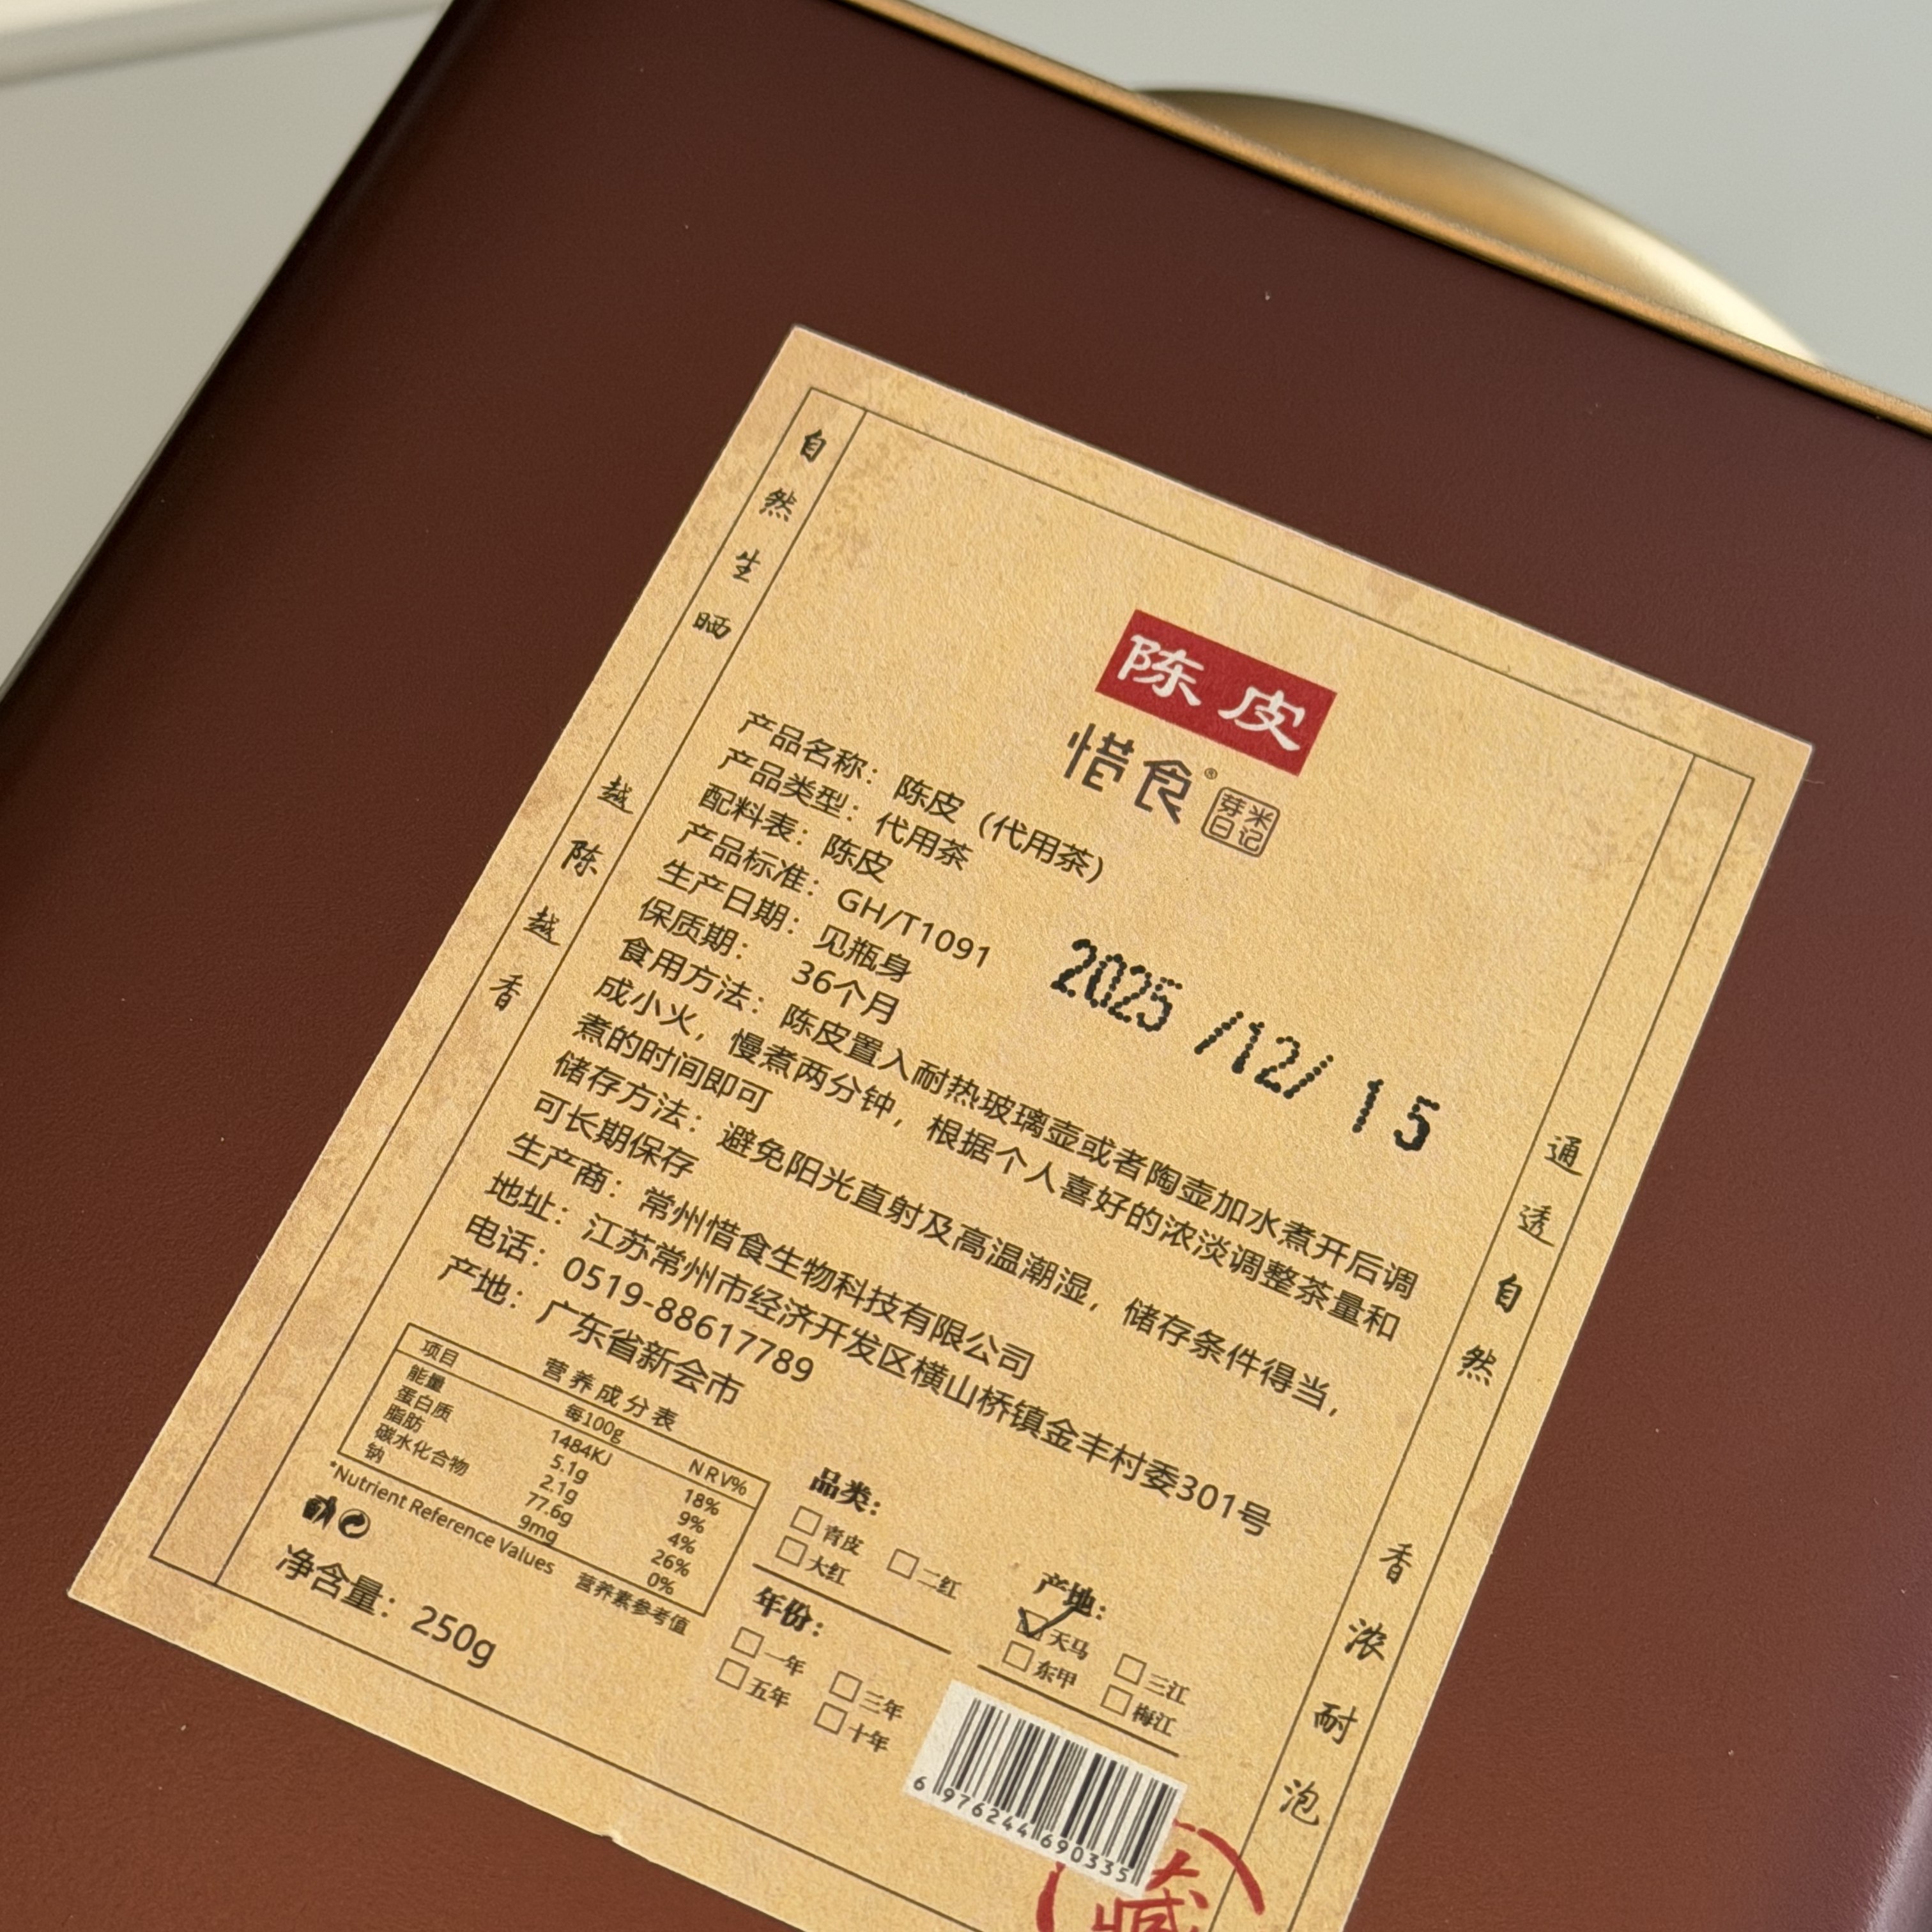 自然生晒 越陈越香
陈皮
惜食®
芽米
日记
产品名称：陈皮（代用茶）
产品类型：代用茶
配料表：陈皮
产品标准：GH/T1091
生产日期：见瓶身
2025 /12/ 15
保质期： 36个月
食用方法：陈皮置入耐热玻璃壶或者陶壶加水煮开后调
成小火，慢煮两分钟，根据个人喜好的浓淡调整茶量和
煮的时间即可
储存方法：避免阳光直射及高温潮湿，储存条件得当，
可长期保存
生产商：常州惜食生物科技有限公司
地址：江苏常州市经济开发区横山桥镇金丰村委301号
电话：0519-88617789
产地：广东省新会市
营养成分表
项目 每100g NRV%
能量 1484KJ 18%
蛋白质 5.1g 9%
脂肪 2.1g 4%
碳水化合物 77.6g 26%
钠 9mg 0%
*Nutrient Reference Values 营养素参考值
净含量：250g
品类：
青皮 二红
大红
年份：
一年 三年
五年 十年
产地：
天马 三江
东甲 梅江
6 976244 690335
藏
通透自然 香浓耐泡